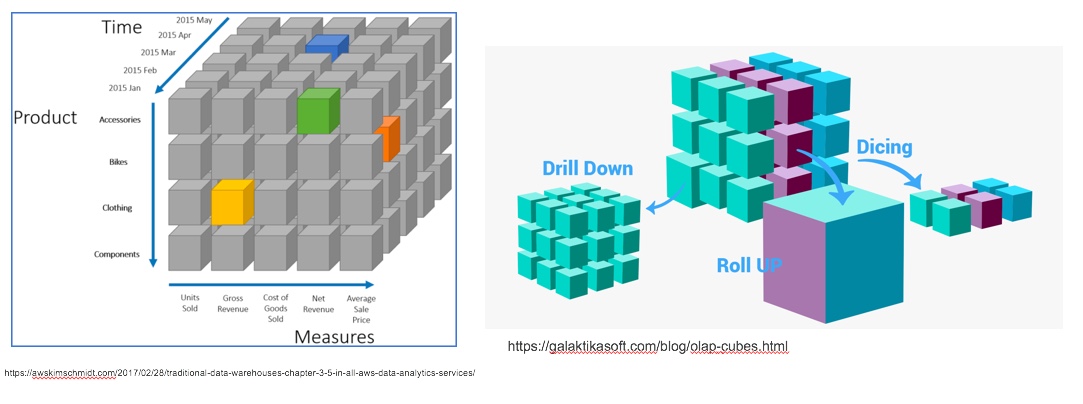 Time
2015 May
2015 Apr
2015 Mar
2015 Feb
2015 Jan
Product
Accessories
Bikes
Clothing
Components
Units
Sold
Gross
Revenue
Cost of
Goods
Sold
Net
Revenue
Average
Sale
Price
Measures
https://awskimschmidt.com/2017/02/28/traditional-data-warehouses-chapter-3-5-in-all-aws-data-analytics-services/
Drill Down
Dicing
Roll UP
https://galaktikasoft.com/blog/olap-cubes.html